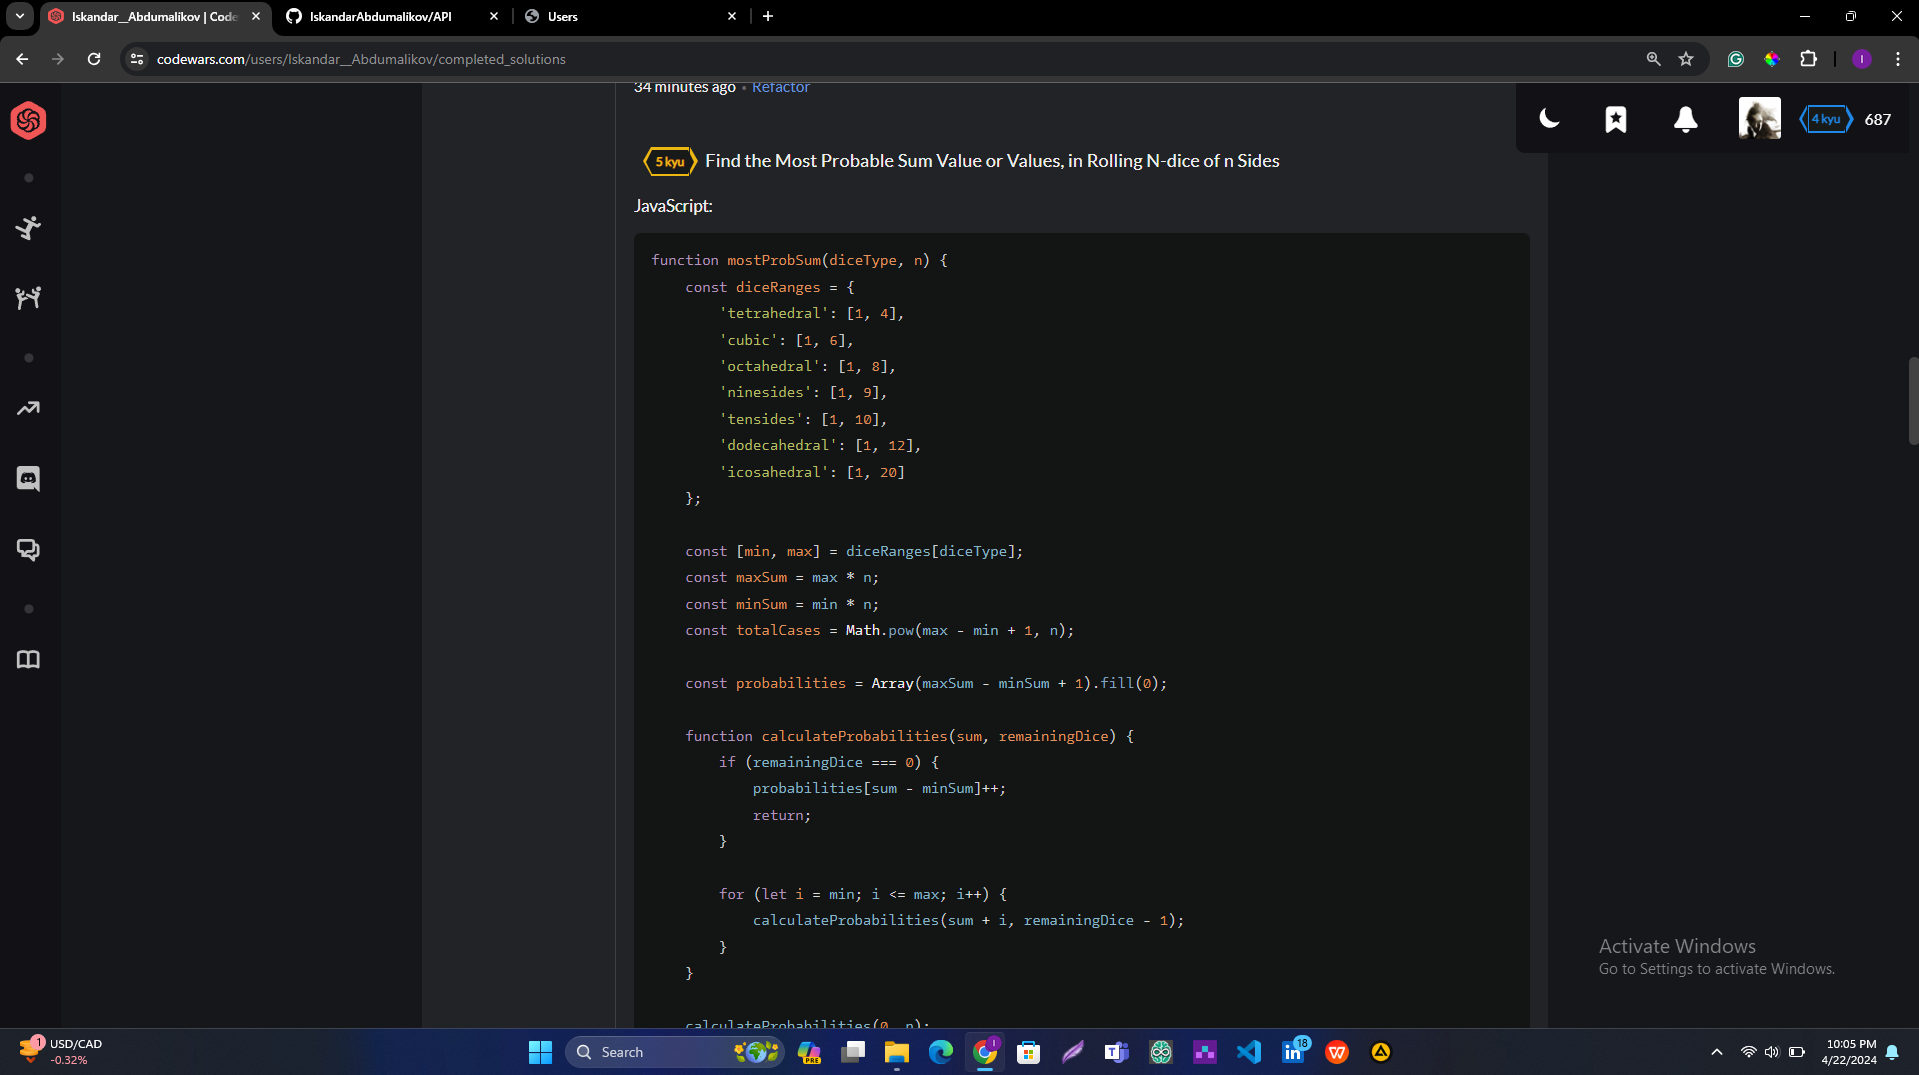 Iskandar__Abdumalikov | Code
IskandarAbdumalikov/API
Users
codewars.com/users/Iskandar__Abdumalikov/completed_solutions
34 minutes ago • Refactor
4 kyu
687
5 kyu
Find the Most Probable Sum Value or Values, in Rolling N-dice of n Sides
JavaScript:
function mostProbSum(diceType, n) {
    const diceRanges = {
        'tetrahedral': [1, 4],
        'cubic': [1, 6],
        'octahedral': [1, 8],
        'ninesides': [1, 9],
        'tensides': [1, 10],
        'dodecahedral': [1, 12],
        'icosahedral': [1, 20]
    };
    const [min, max] = diceRanges[diceType];
    const maxSum = max * n;
    const minSum = min * n;
    const totalCases = Math.pow(max - min + 1, n);
    const probabilities = Array(maxSum - minSum + 1).fill(0);
    function calculateProbabilities(sum, remainingDice) {
        if (remainingDice === 0) {
            probabilities[sum - minSum]++;
            return;
        }
        for (let i = min; i <= max; i++) {
            calculateProbabilities(sum + i, remainingDice - 1);
        }
    }
    calculateProbabilities(0, n);
Activate Windows
Go to Settings to activate Windows.
1
USD/CAD
-0.32%
Search
PRE
18
10:05 PM
4/22/2024